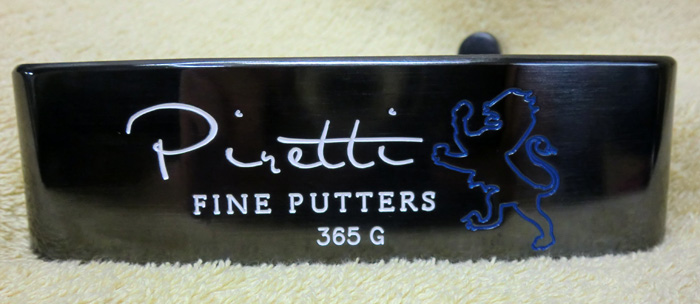 Piretti
FINE PUTTERS
365 G